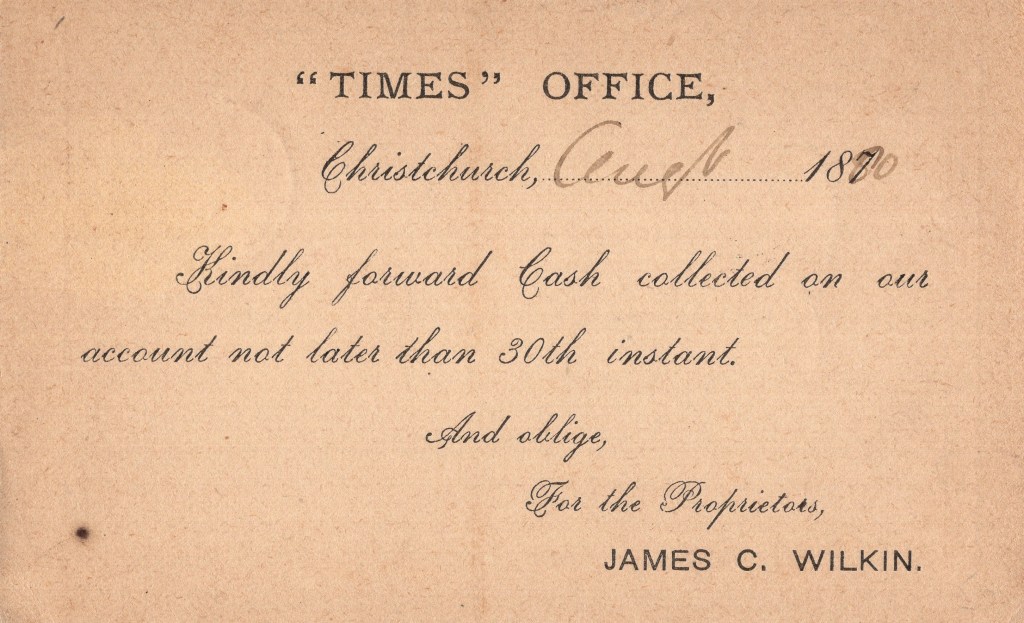 "TIMES" OFFICE,
Christchurch, Augt 18
Kindly forward Cash collected on our
account not later than 30th instant.
And oblige,
For the Proprietors,
JAMES C. WILKIN.